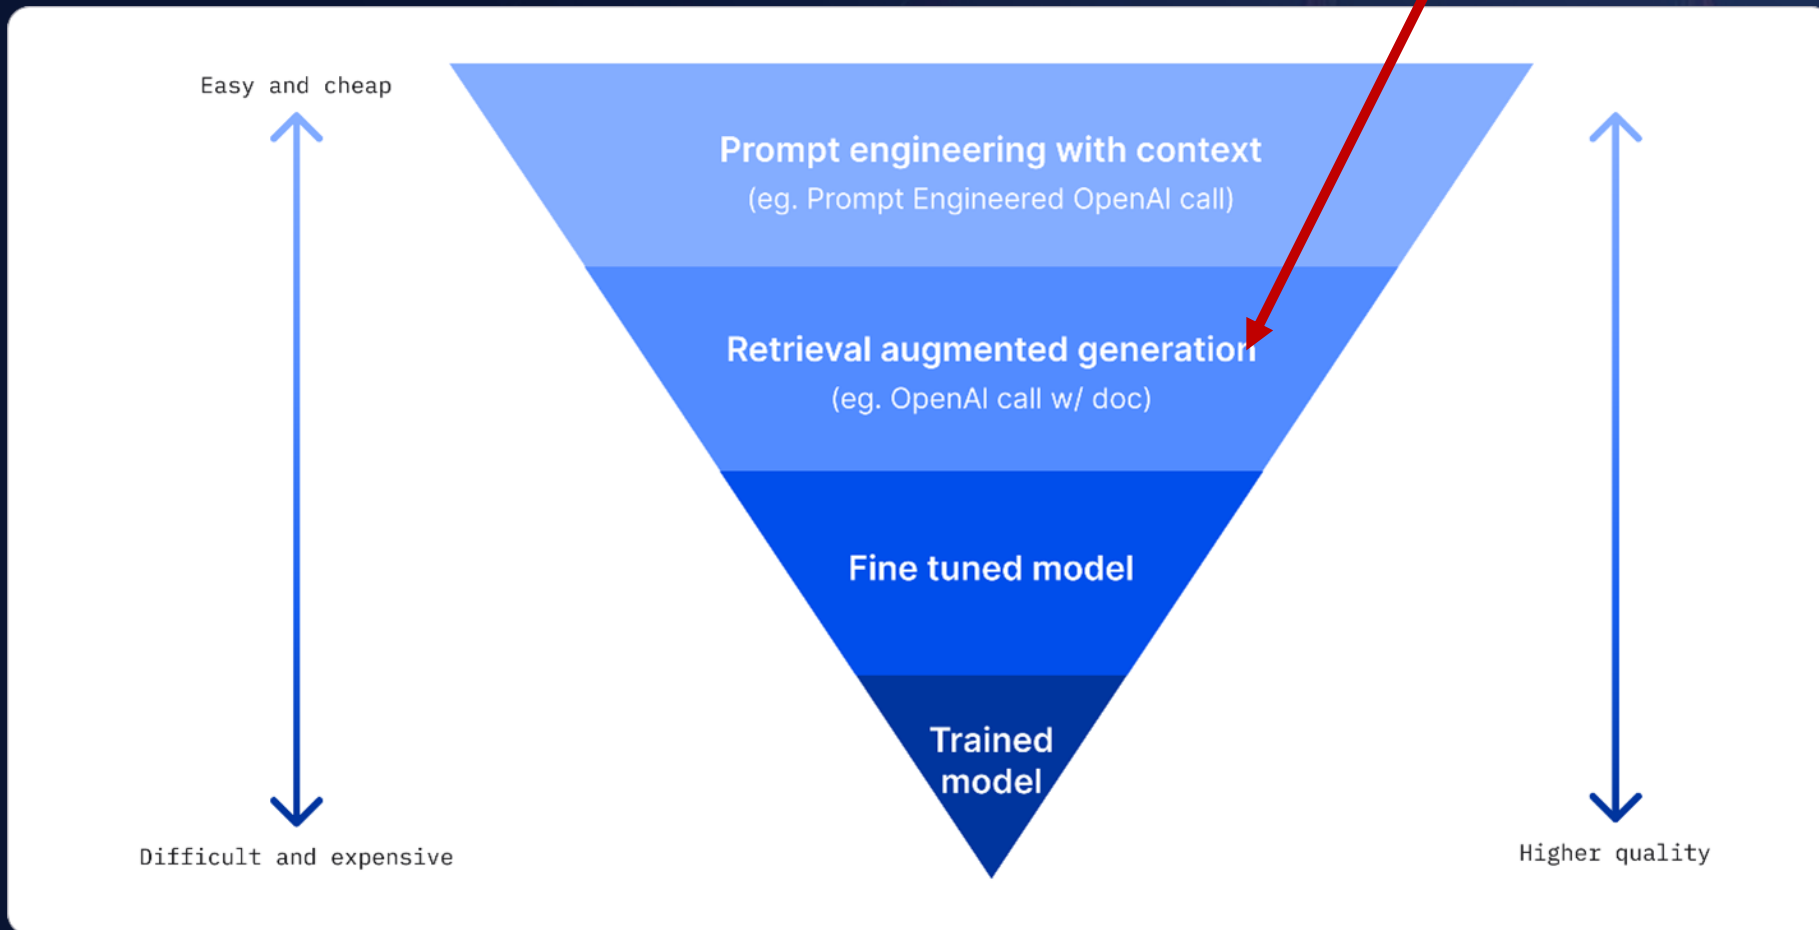 Easy and cheap
Prompt engineering with context
(eg. Prompt Engineered OpenAI call)
Retrieval augmented generation
(eg. OpenAI call w/ doc)
Fine tuned model
Trained
model
Difficult and expensive
Higher quality